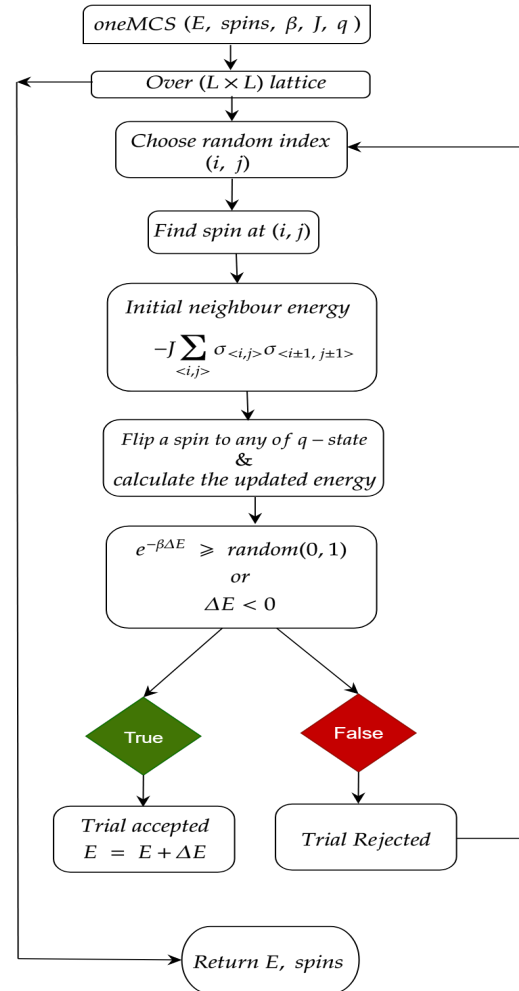 oneMCS (E, spins, β, J, q )
Over (L × L) lattice
Choose random index
(i, j)
Find spin at (i, j)
Initial neighbour energy
−J∑<i,j> σ<i,j>σ<i±1, j±1>
Flip a spin to any of q − state
&
calculate the updated energy
e^−βΔE ⩾ random(0, 1)
or
ΔE < 0
True
False
Trial accepted
E = E + ΔE
Trial Rejected
Return E, spins